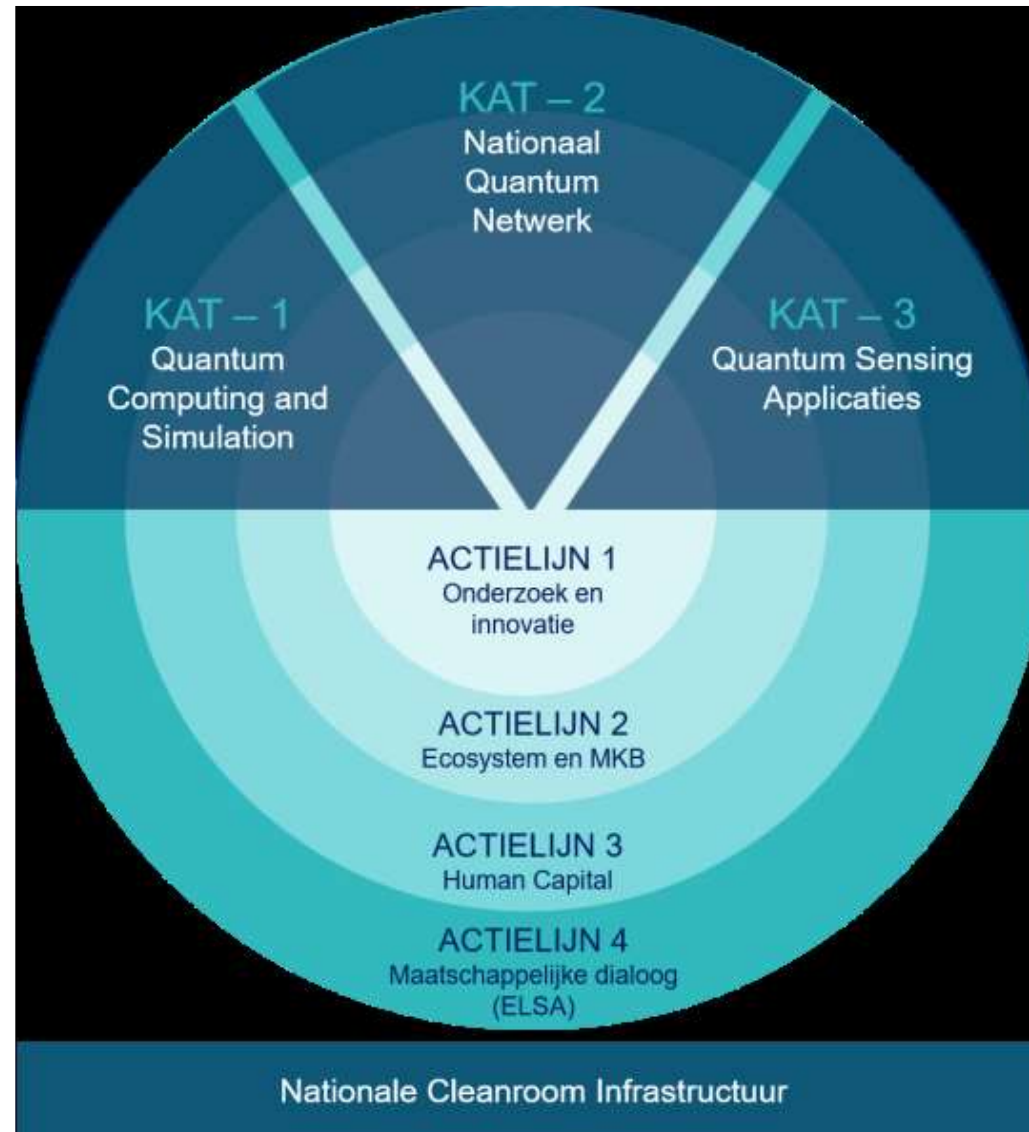 KAT – 2
Nationaal
Quantum
Netwerk
KAT – 1
Quantum
Computing and
Simulation
KAT – 3
Quantum Sensing
Applicaties
ACTIELIJN 1
Onderzoek en
innovatie
ACTIELIJN 2
Ecosystem en MKB
ACTIELIJN 3
Human Capital
ACTIELIJN 4
Maatschappelijke dialoog
(ELSA)
Nationale Cleanroom Infrastructuur